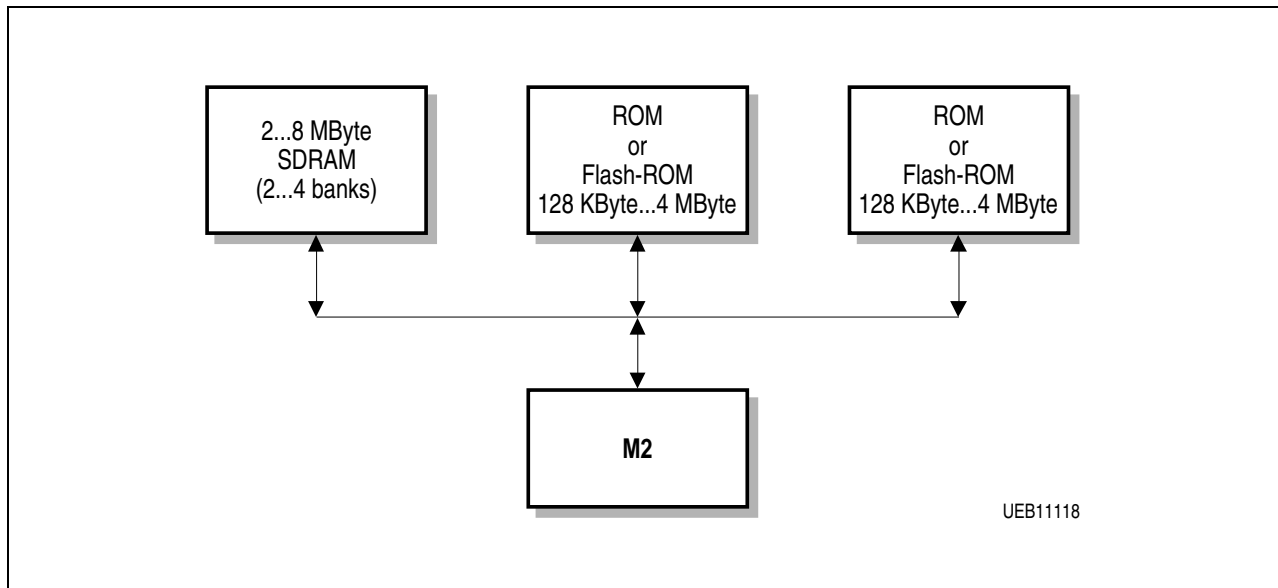 2...8 MByte
SDRAM
(2...4 banks)
ROM
or
Flash-ROM
128 KByte...4 MByte
ROM
or
Flash-ROM
128 KByte...4 MByte
M2
UEB11118